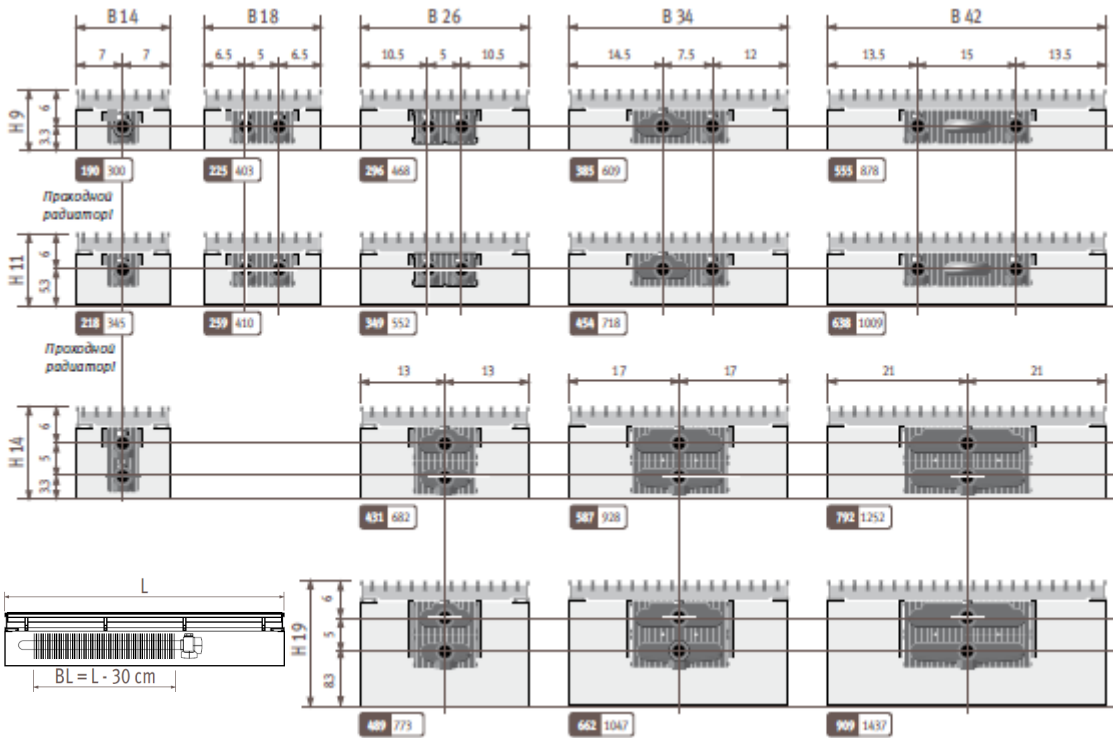 B 14 B 18 B 26 B 34 B 42
7 7 6.5 5 6.5 10.5 5 10.5 14.5 7.5 12 13.5 15 13.5
H 9 6 3.3
190 300 225 403 296 468 385 609 555 878
Проходной
радиатор!
H 11 6 5.3
218 345 259 410 349 552 454 718 638 1009
Проходной
радиатор!
13 13 17 17 21 21
H 14 6 5 3.3
431 682 587 928 792 1252
L
BL = L - 30 cm
H 19 6 5 8.3
489 773 662 1047 909 1437